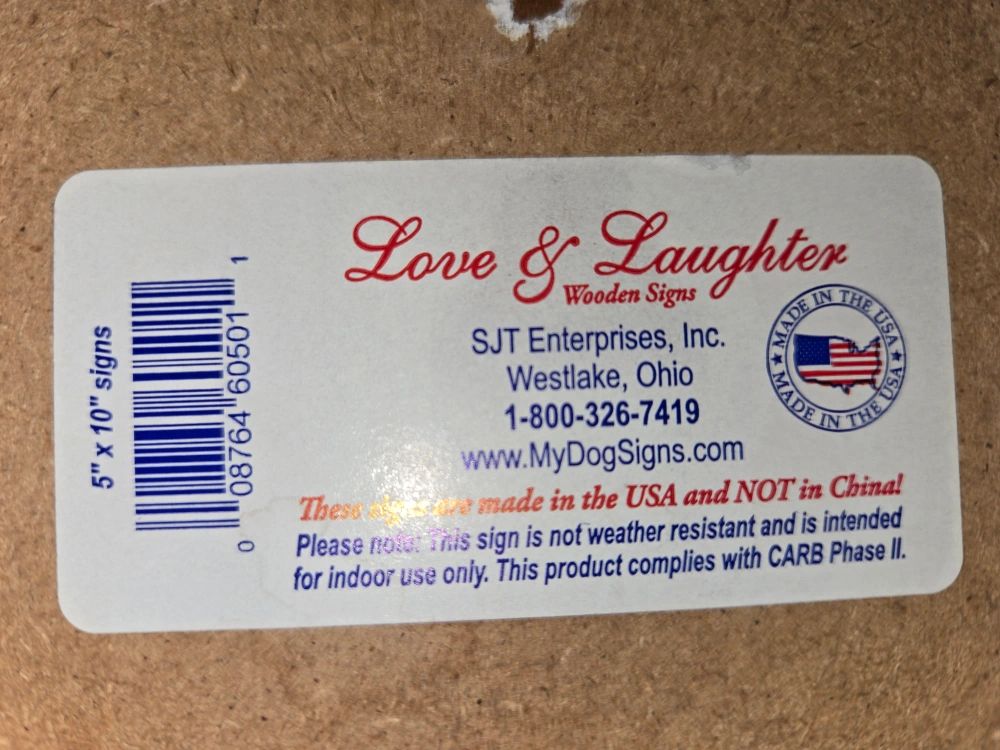 Love & Laughter
Wooden Signs
SJT Enterprises, Inc.
Westlake, Ohio
1-800-326-7419
www.MyDogSigns.com
MADE IN THE USA
MADE IN THE USA
These signs are made in the USA and NOT in China!
Please note: This sign is not weather resistant and is intended
for indoor use only. This product complies with CARB Phase II.
5" x 10" signs
0 08764 60501 1